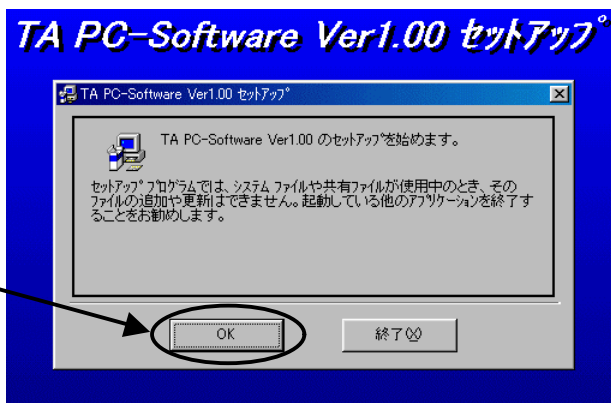 TA PC-Software Ver1.00 ｾｯﾄｱｯﾌﾟ
TA PC-Software Ver1.00 ｾｯﾄｱｯﾌﾟ
TA PC-Software Ver1.00 のｾｯﾄｱｯﾌﾟを始めます。
ｾｯﾄｱｯﾌﾟ ﾌﾟﾛｸﾞﾗﾑでは、ｼｽﾃﾑ ﾌｧｲﾙや共有ﾌｧｲﾙが使用中のとき、その
ﾌｧｲﾙの追加や更新はできません。起動している他のｱﾌﾟﾘｹｰｼｮﾝを終了す
ることをお勧めします。
OK
終了(X)